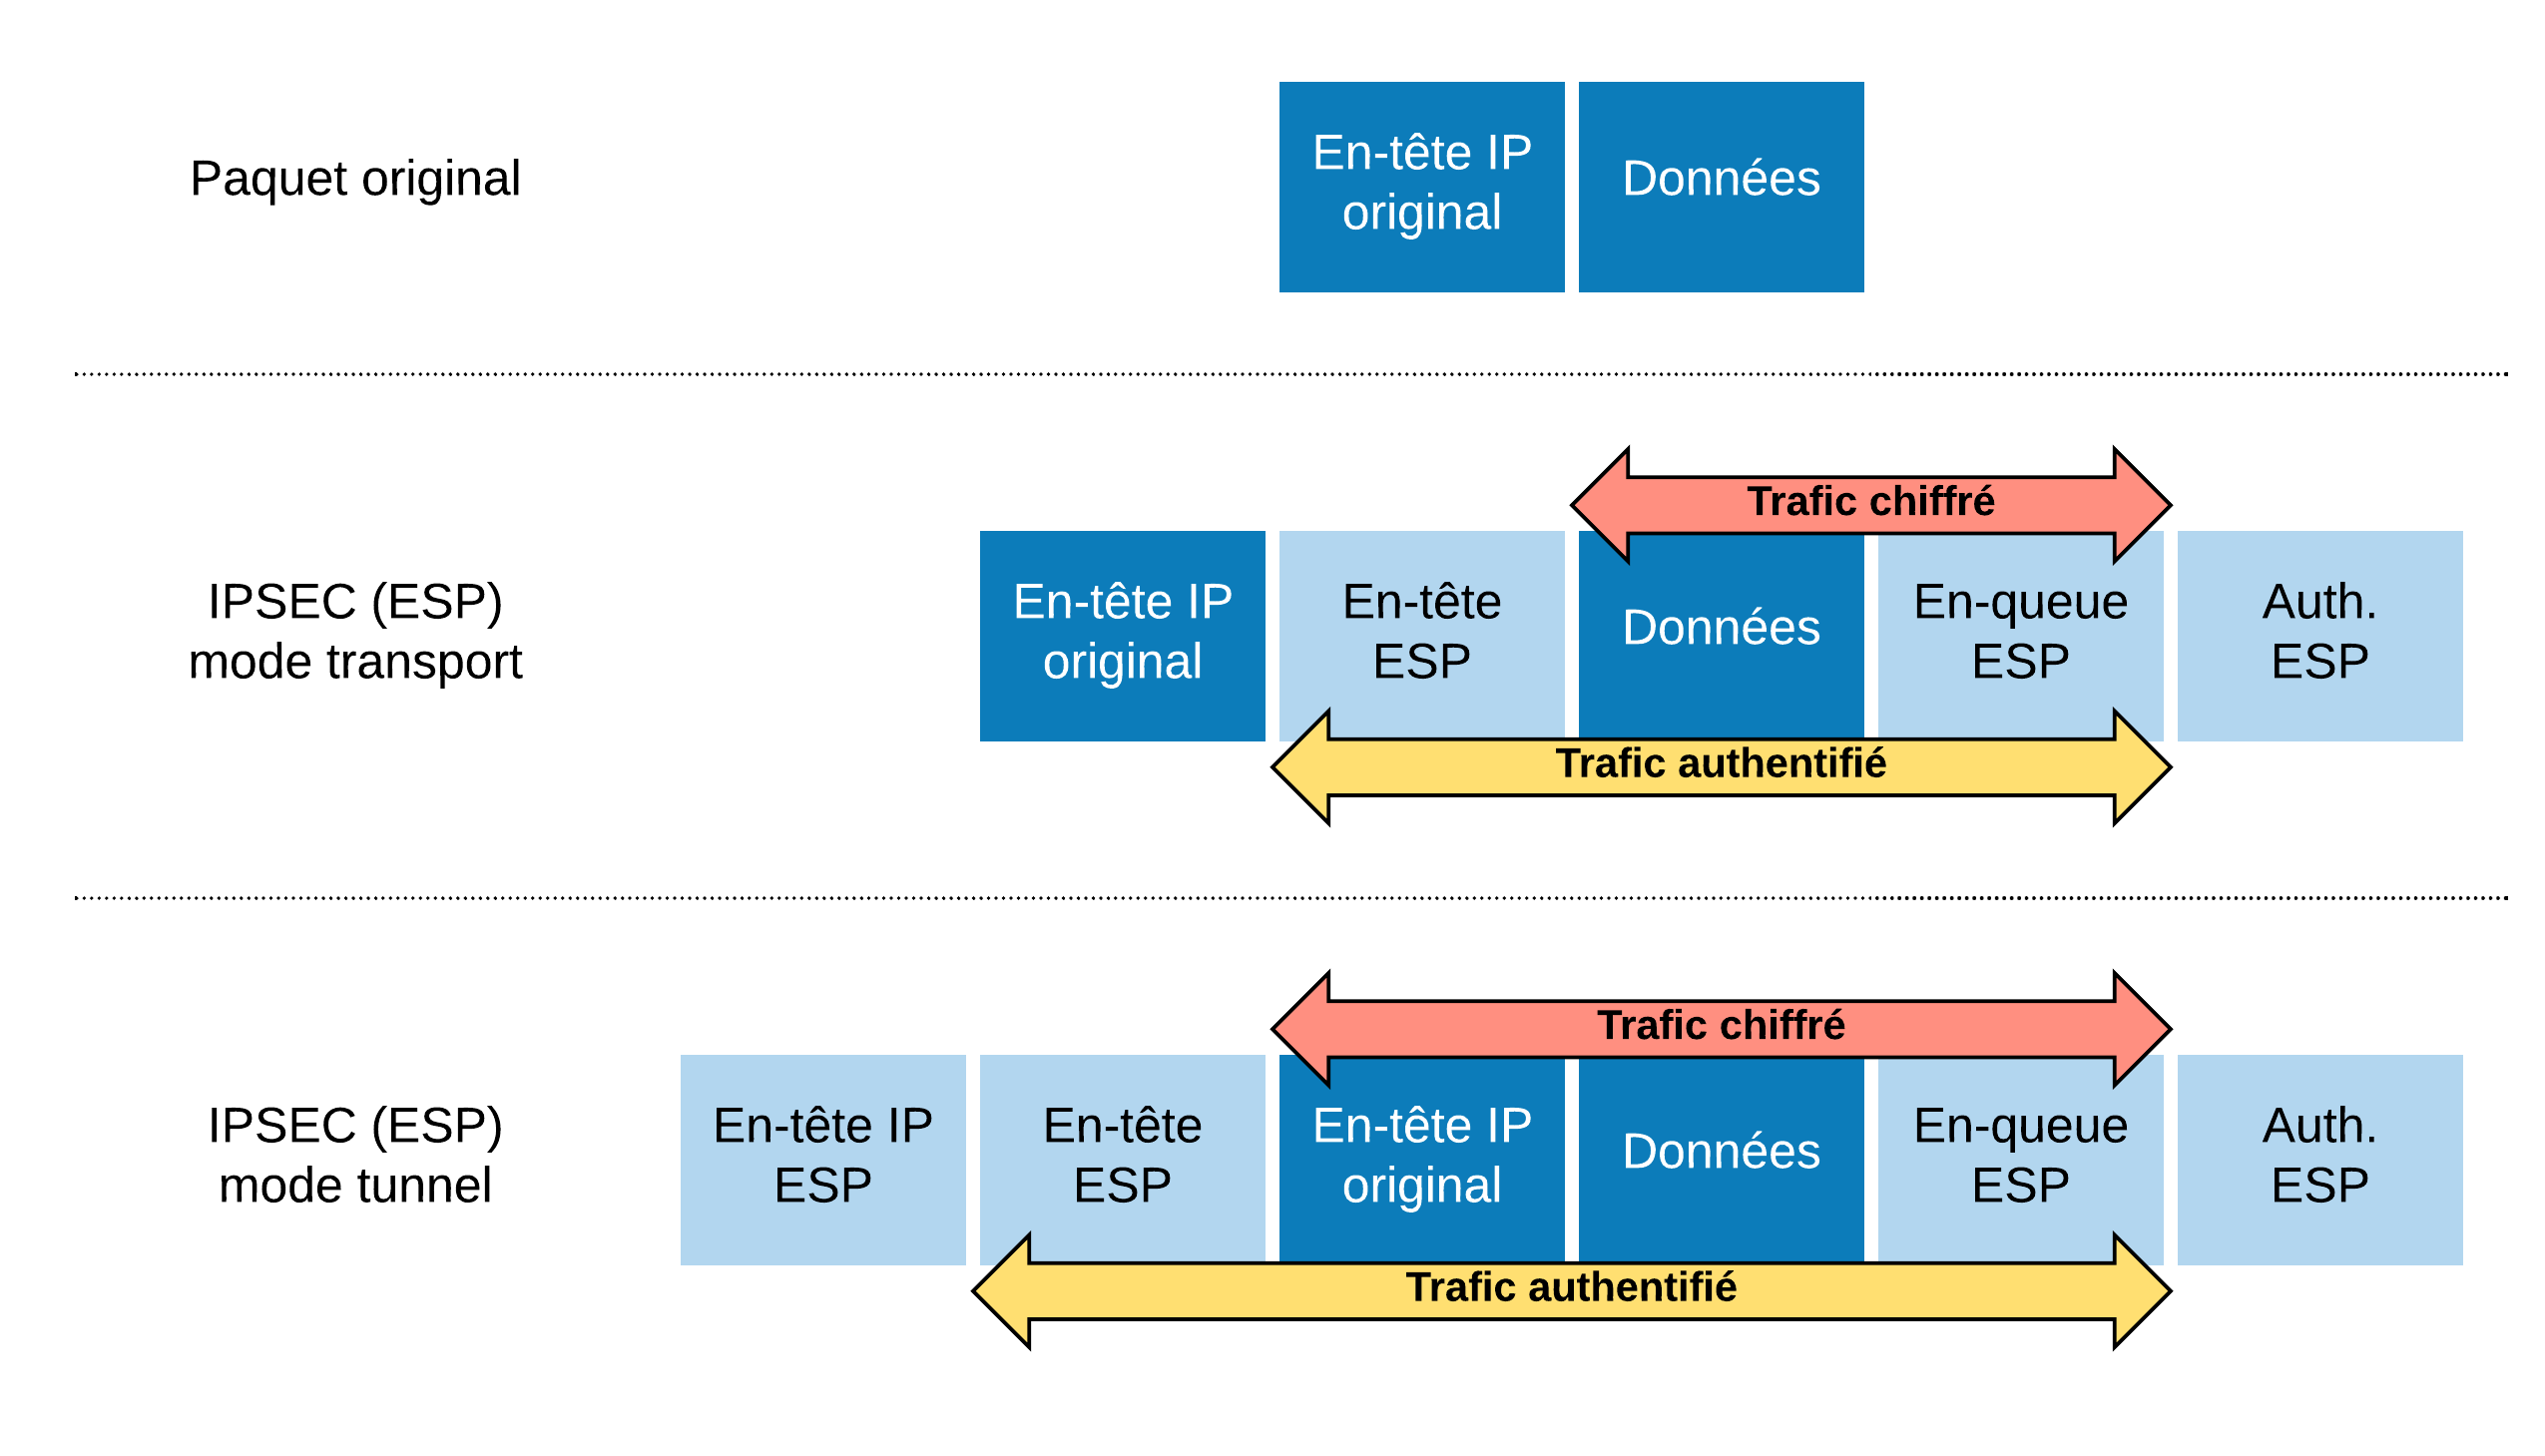 Paquet original
En-tête IP
original
Données
Trafic chiffré
IPSEC (ESP)
mode transport
En-tête IP
original
En-tête
ESP
Données
En-queue
ESP
Auth.
ESP
Trafic authentifié
Trafic chiffré
IPSEC (ESP)
mode tunnel
En-tête IP
ESP
En-tête
ESP
En-tête IP
original
Données
En-queue
ESP
Auth.
ESP
Trafic authentifié